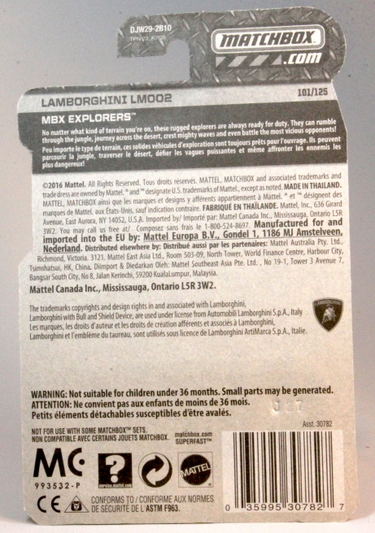 DJW29-2B10
MATCHBOX
.com
LAMBORGHINI LM002
101/125
MBX EXPLORERS™
No matter what kind of terrain you're on, these rugged explorers are always ready for duty. They can rumble
through the jungle, journey across the desert, crest mighty waves and even battle the most vicious opponents!
Peu importe le type de terrain, ces solides véhicules d'exploration sont toujours prêts pour l'ouvrage. Ils peuvent
parcourir la jungle, traverser le désert, défier les vagues puissantes et même affronter les ennemis les
plus dangereux!
©2016 Mattel. All Rights Reserved. Tous droits réservés. MATTEL, MATCHBOX and associated trademarks and
trade dress are owned by Mattel. ® and ™ designate U.S. trademarks of Mattel, except as noted. MADE IN THAILAND.
MATCHBOX ainsi que les marques et designs y afférents appartiennent à Mattel. ® et ™ désignent des
marques de Mattel aux États-Unis, sauf indication contraire. FABRIQUÉ EN THAÏLANDE. Mattel, Inc., 636 Girard
Avenue, East Aurora, NY 14052, U.S.A. Imported by/ Importé par: Mattel Canada Inc., Mississauga, Ontario L5R
3W2. You may call us free at/ Composez sans frais le 1-800-524-8697. Manufactured for and
imported into the EU by: Mattel Europa B.V., Gondel 1, 1186 MJ Amstelveen,
Nederland. Distributed elsewhere by: Distribué aussi par les partenaires: Mattel Australia Pty. Ltd.,
Richmond, Victoria. 3121. Mattel East Asia Ltd., Room 503-09, North Tower, World Finance Centre, Harbour City,
Tsimshatsui, HK, China. Diimport & Diedarkan Oleh: Mattel Southeast Asia Pte. Ltd., No 19-1, Tower 3 Avenue 7,
Bangsar South City, No 8, Jalan Kerinchi, 59200 KualaLumpur, Malaysia.
Mattel Canada Inc., Mississauga, Ontario L5R 3W2.
The trademarks copyrights and design rights in and associated with Lamborghini,
Lamborghini with Bull and Shield Device, are used under license from Automobili Lamborghini S.p.A., Italy
Les marques, les droits d'auteur et les droits de création afférents et associés à Lamborghini,
Lamborghini et l'emblème du taureau, sont utilisés sous licence de Lamborghini ArtiMarca S.p.A., Italie.
WARNING: Not suitable for children under 36 months. Small parts may be generated.
ATTENTION: Ne convient pas aux enfants de moins de 36 mois.
Petits éléments détachables susceptibles d'être avalés.
NOT FOR USE WITH SOME MATCHBOX SETS.
NON COMPATIBLE AVEC CERTAINS JOUETS MATCHBOX.
matchbox.com
SUPERFAST™
Asst. 30782
MC
993532-P
?
MATTEL
CE
CONFORMS TO / CONFORME AUX NORMES
DE SÉCURITÉ DE L'ASTM F963.
0 35995 30782 7